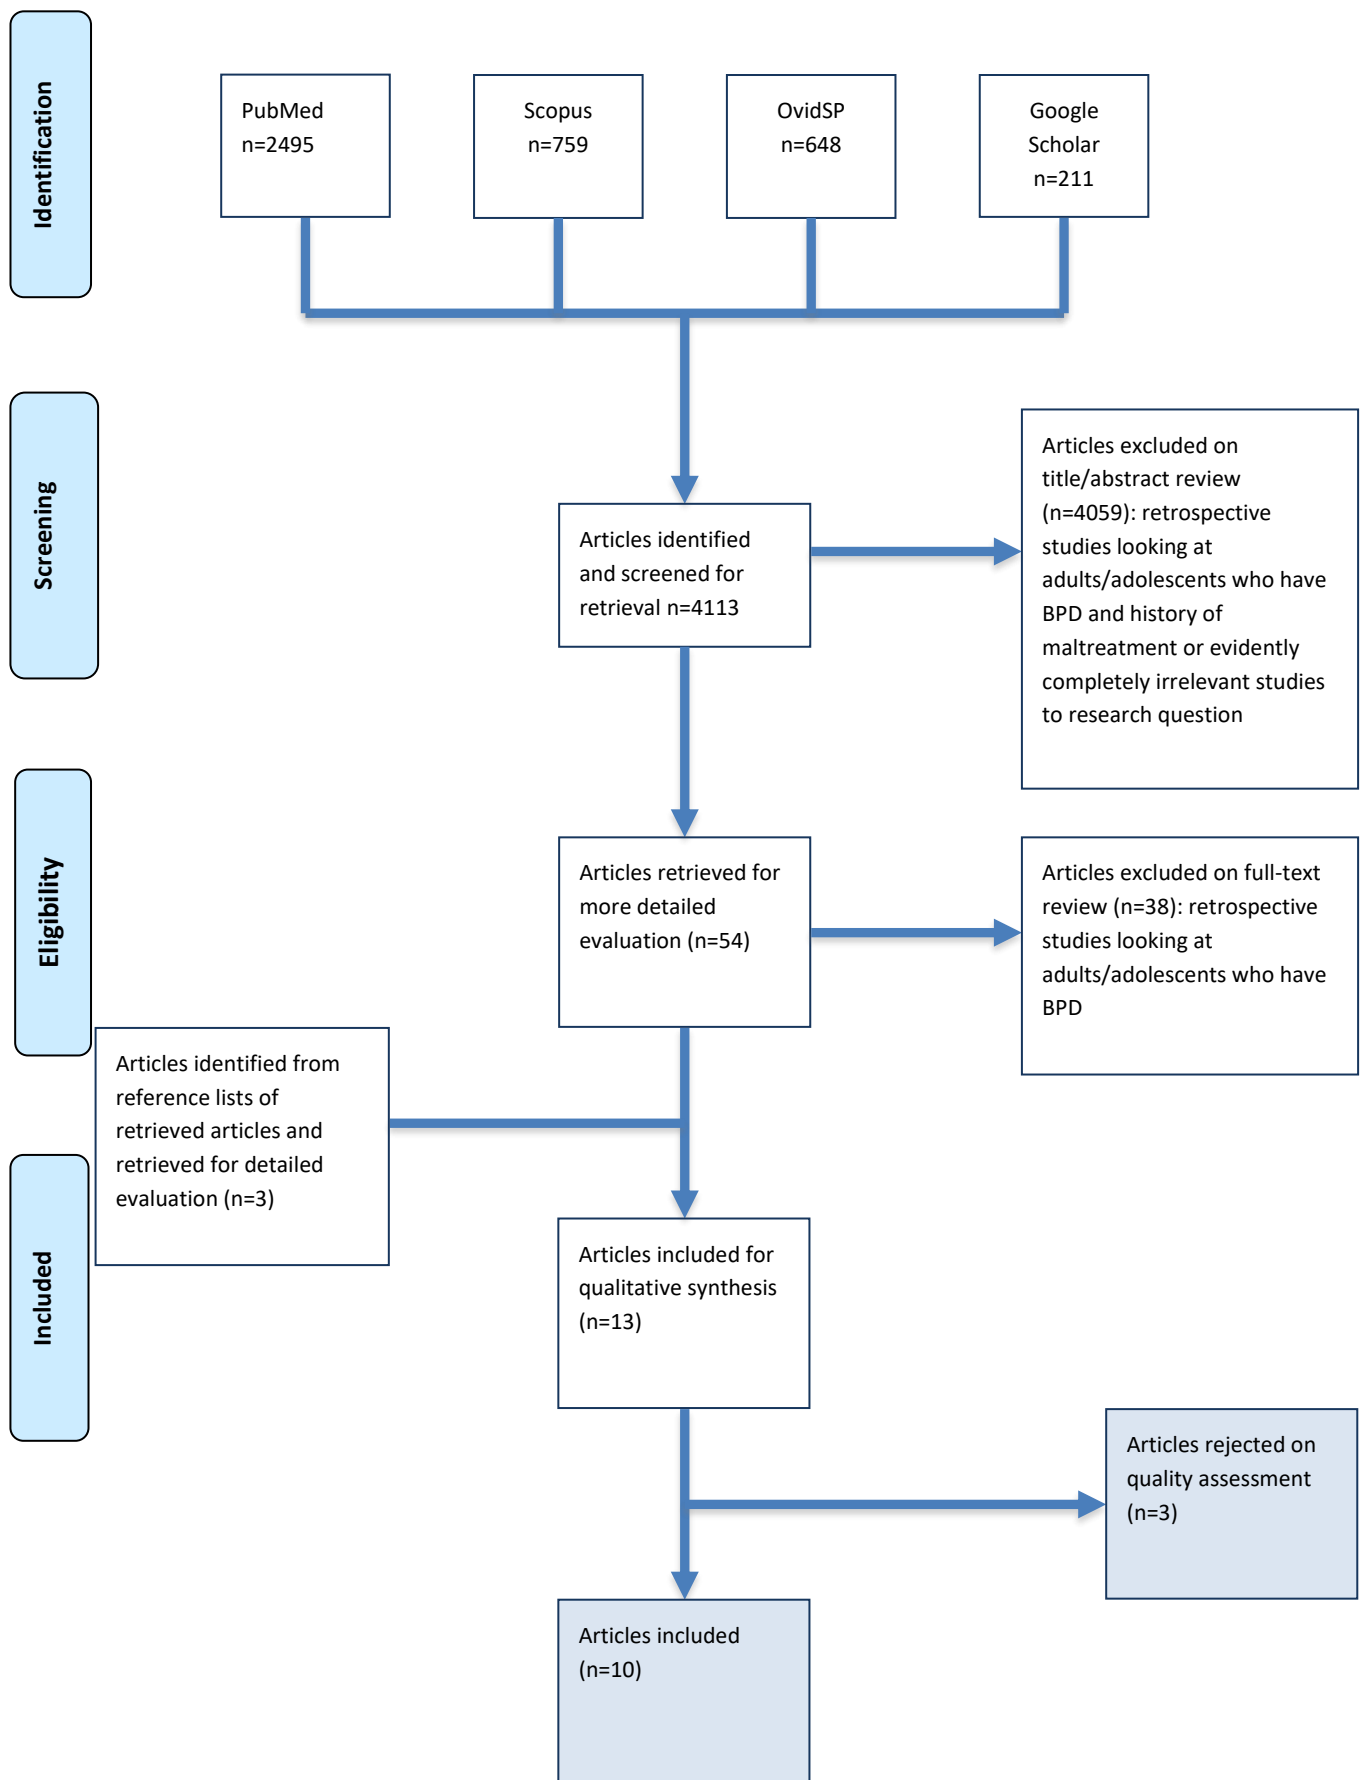 Identification
PubMed
n=2495
Scopus
n=759
OvidSP
n=648
Google
Scholar
n=211
Screening
Articles identified
and screened for
retrieval n=4113
Articles excluded on
title/abstract review
(n=4059): retrospective
studies looking at
adults/adolescents who have
BPD and history of
maltreatment or evidently
completely irrelevant studies
to research question
Eligibility
Articles retrieved for
more detailed
evaluation (n=54)
Articles excluded on full-text
review (n=38): retrospective
studies looking at
adults/adolescents who have
BPD
Articles identified from
reference lists of
retrieved articles and
retrieved for detailed
evaluation (n=3)
Included
Articles included for
qualitative synthesis
(n=13)
Articles rejected on
quality assessment
(n=3)
Articles included
(n=10)